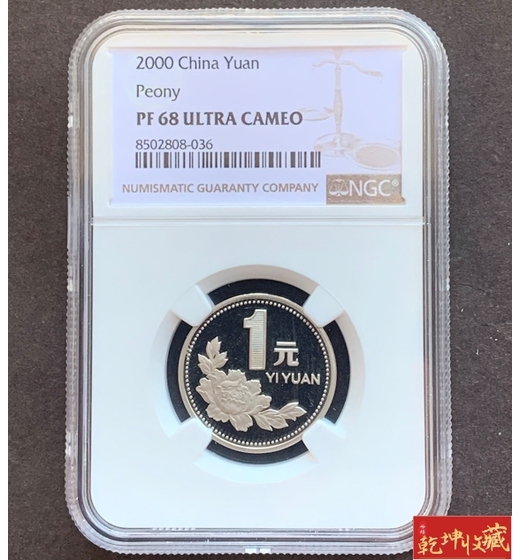 2000 China Yuan
Peony
PF 68 ULTRA CAMEO
8502808-036
NUMISMATIC GUARANTY COMPANY
NGC®
1元
YI YUAN
乾坤收藏